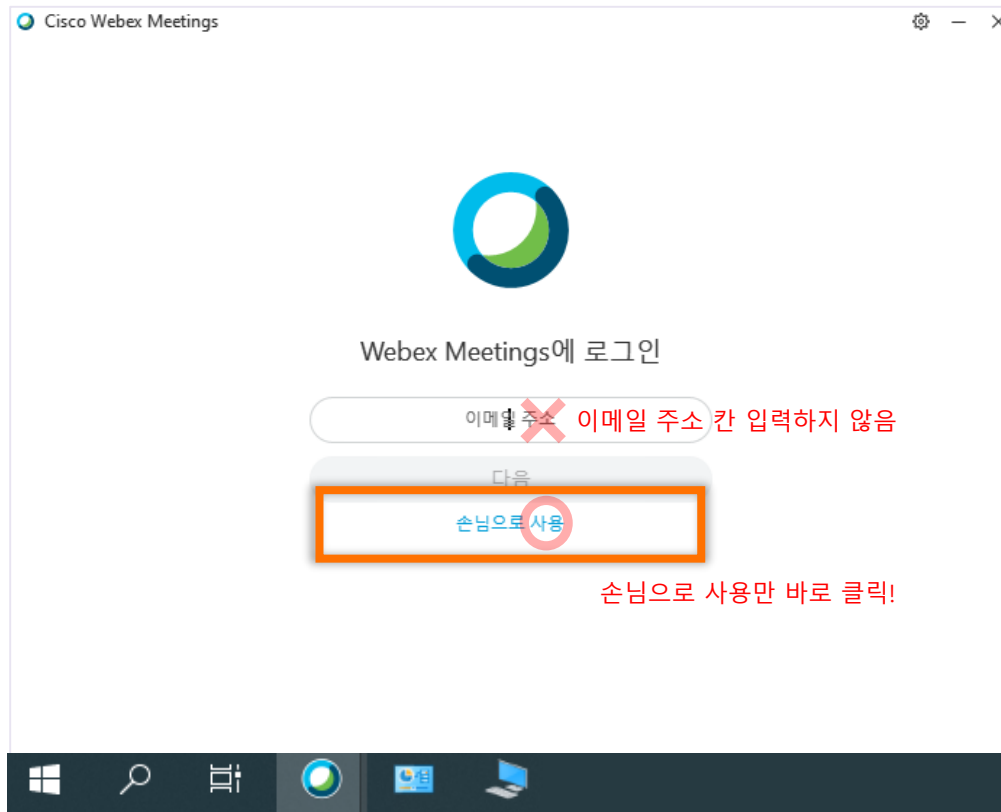 Cisco Webex Meetings
Webex Meetings에 로그인
이메일 주소
이메일 주소 칸 입력하지 않음
다음
손님으로 사용
손님으로 사용만 바로 클릭!